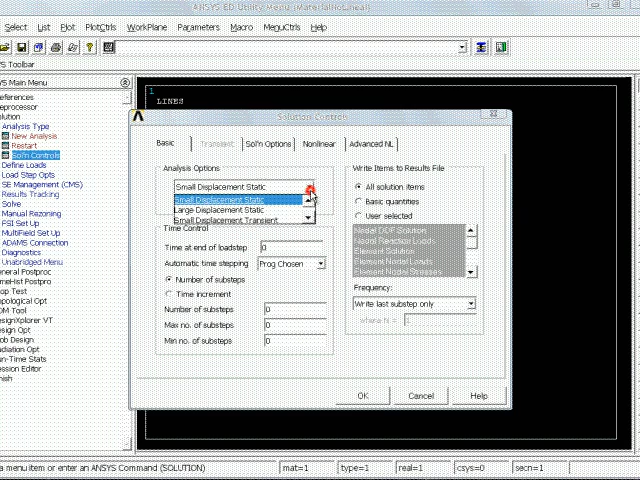 ANSYS ED Utility Menu (MaterialNoLineal)
Select List Plot PlotCtrls WorkPlane Parameters Macro MenuCtrls Help
YS Toolbar
YS Main Menu
eferences
eprocessor
olution
Analysis Type
New Analysis
Restart
Sol'n Controls
Define Loads
Load Step Opts
SE Management (CMS)
Results Tracking
Solve
Manual Rezoning
FSI Set Up
MultiField Set Up
ADAMS Connection
Diagnostics
Unabridged Menu
eneral Postproc
meHist Postpro
op Test
opological Opt
OM Tool
esignXplorer VT
esign Opt
ob Design
adiation Opt
un-Time Stats
ession Editor
nish
1
LINES
Solution Controls
Basic Transient Sol'n Options Nonlinear Advanced NL
Analysis Options
Small Displacement Static
Small Displacement Static
Large Displacement Static
Small Displacement Transient
Time Control
Time at end of loadstep 0
Automatic time stepping Prog Chosen
Number of substeps
Time increment
Number of substeps 0
Max no. of substeps 0
Min no. of substeps 0
Write Items to Results File
All solution items
Basic quantities
User selected
Nodal DOF Solution
Nodal Reaction Loads
Element Solution
Element Nodal Loads
Element Nodal Stresses
Frequency:
Write last substep only
where N = 1
OK Cancel Help
a menu item or enter an ANSYS Command (SOLUTION) mat=1 type=1 real=1 csys=0 secn=1